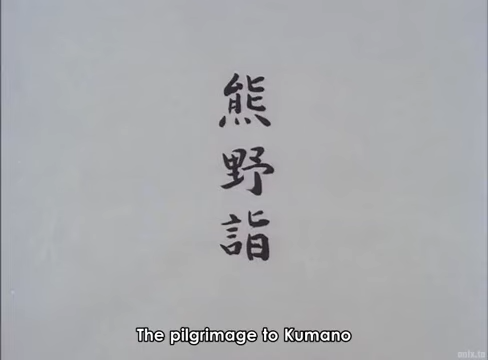 熊野詣
The pilgrimage to Kumano